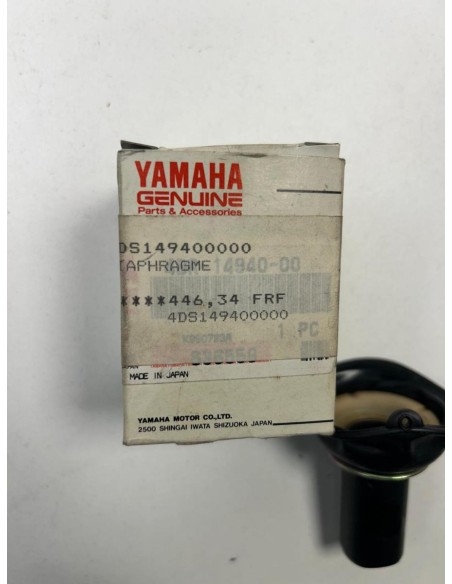 YAMAHA
GENUINE
Parts & Accessories
DS149400000
IAPHRAGME
14940-00
****446,34 FRF
4DS149400000
1 PC
MADE IN JAPAN
YAMAHA MOTOR CO.,LTD.
2500 SHINGAI IWATA SHIZUOKA JAPAN